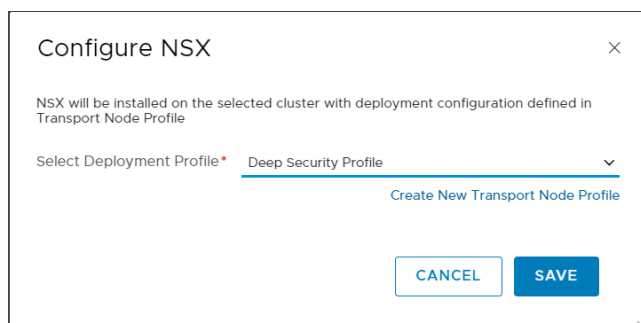 Configure NSX
NSX will be installed on the selected cluster with deployment configuration defined in
Transport Node Profile
Select Deployment Profile* Deep Security Profile
Create New Transport Node Profile
CANCEL SAVE